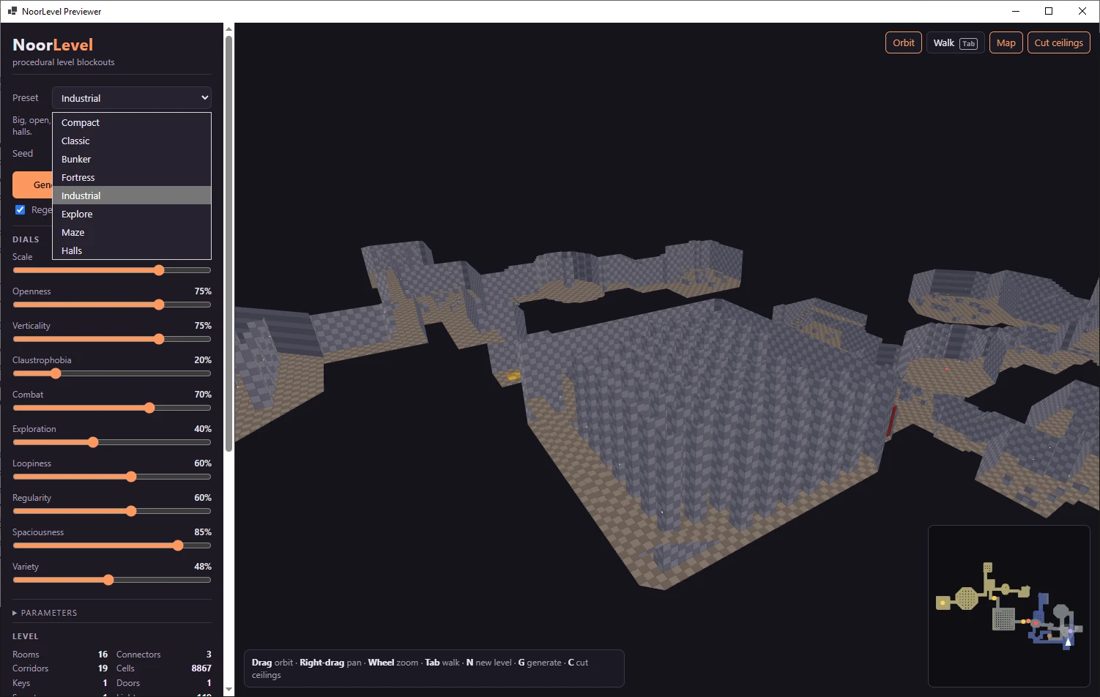 NoorLevel Previewer
NoorLevel
procedural level blockouts
Orbit
Walk Tab
Map
Cut ceilings
Preset Industrial
Big, open,
halls.
Compact
Classic
Bunker
Fortress
Industrial
Explore
Maze
Halls
Seed
Gen
Rege
DIALS
Scale
Openness 75%
Verticality 75%
Claustrophobia 20%
Combat 70%
Exploration 40%
Loopiness 60%
Regularity 60%
Spaciousness 85%
Variety 48%
▸ PARAMETERS
LEVEL
Rooms 16 Connectors 3
Corridors 19 Cells 8867
Keys 1 Doors 1
Drag orbit · Right-drag pan · Wheel zoom · Tab walk · N new level · G generate · C cut
ceilings